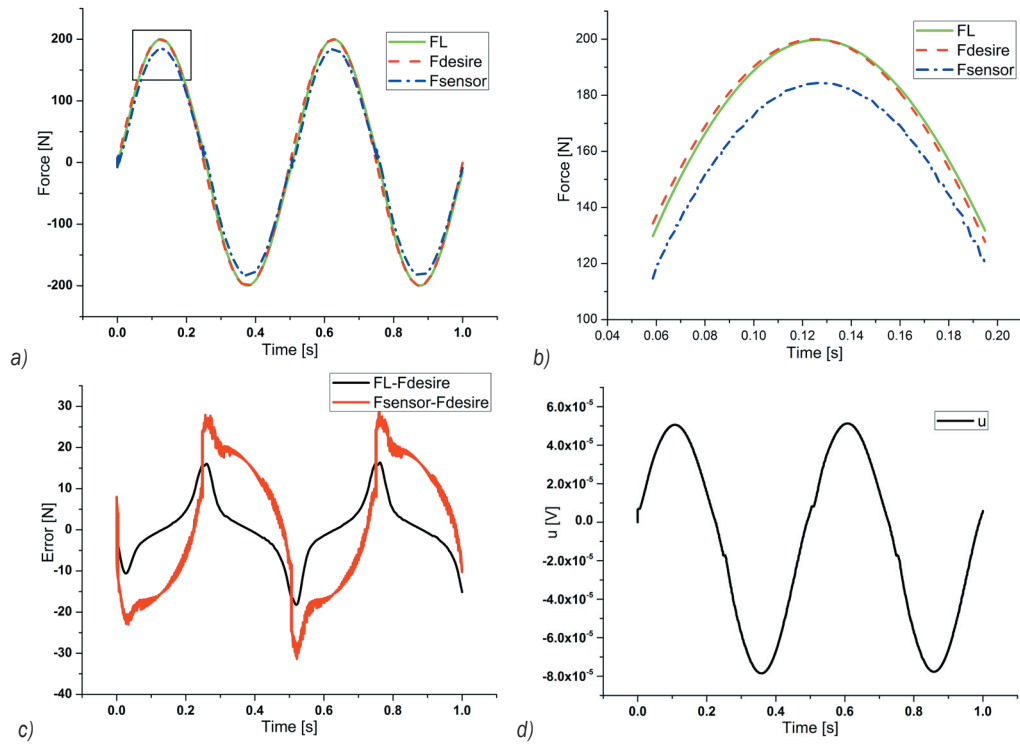 200
100
0
-100
-200
Force [N]
0.0 0.2 0.4 0.6 0.8 1.0
Time [s]
FL
Fdesire
Fsensor
a)
200
180
160
140
120
100
Force [N]
0.04 0.06 0.08 0.10 0.12 0.14 0.16 0.18 0.20
Time [s]
FL
Fdesire
Fsensor
b)
FL-Fdesire
Fsensor-Fdesire
30
20
10
0
-10
-20
-30
-40
Error [N]
0.0 0.2 0.4 0.6 0.8 1.0
Time [s]
c)
6.0x10⁻⁵
4.0x10⁻⁵
2.0x10⁻⁵
0.0
-2.0x10⁻⁵
-4.0x10⁻⁵
-6.0x10⁻⁵
-8.0x10⁻⁵
u [V]
u
0.0 0.2 0.4 0.6 0.8 1.0
Time [s]
d)